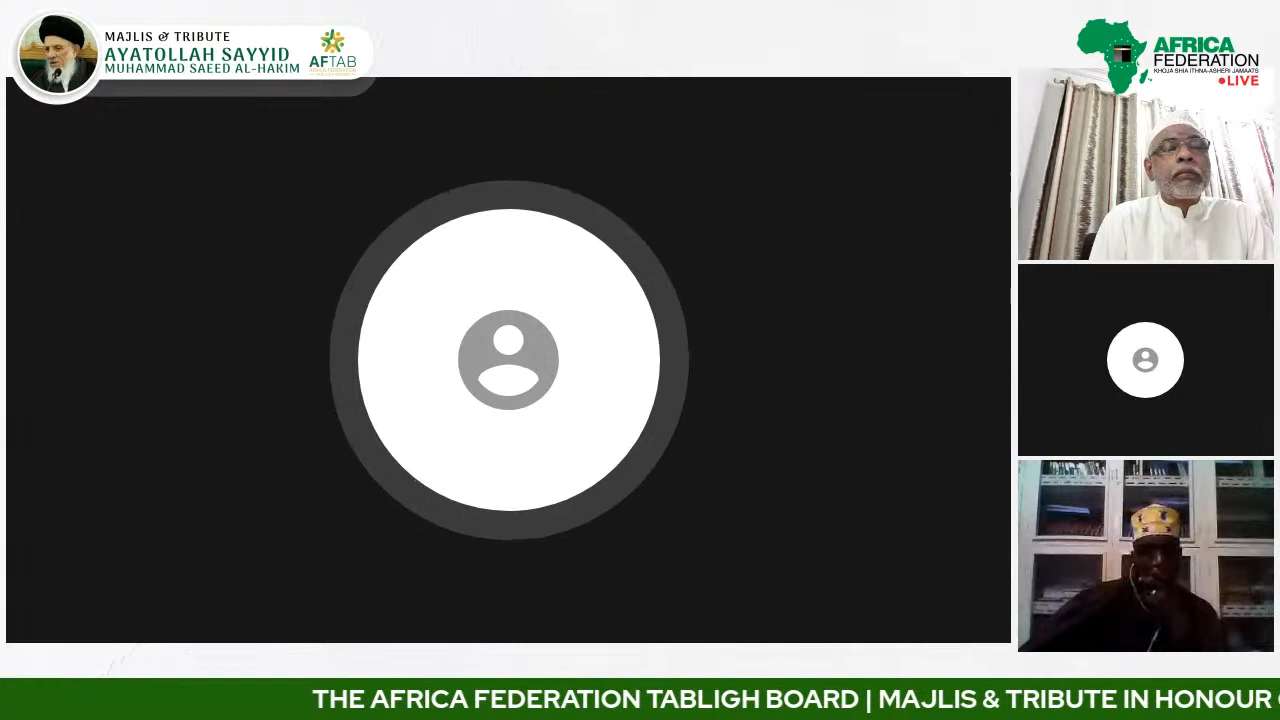 MAJLIS & TRIBUTE
AYATOLLAH SAYYID
MUHAMMAD SAEED AL-HAKIM
AFTAB
AFRICA
FEDERATION
KHOJA SHIA ITHNA-ASHERI JAMAATS
LIVE
THE AFRICA FEDERATION TABLIGH BOARD | MAJLIS & TRIBUTE IN HONOUR